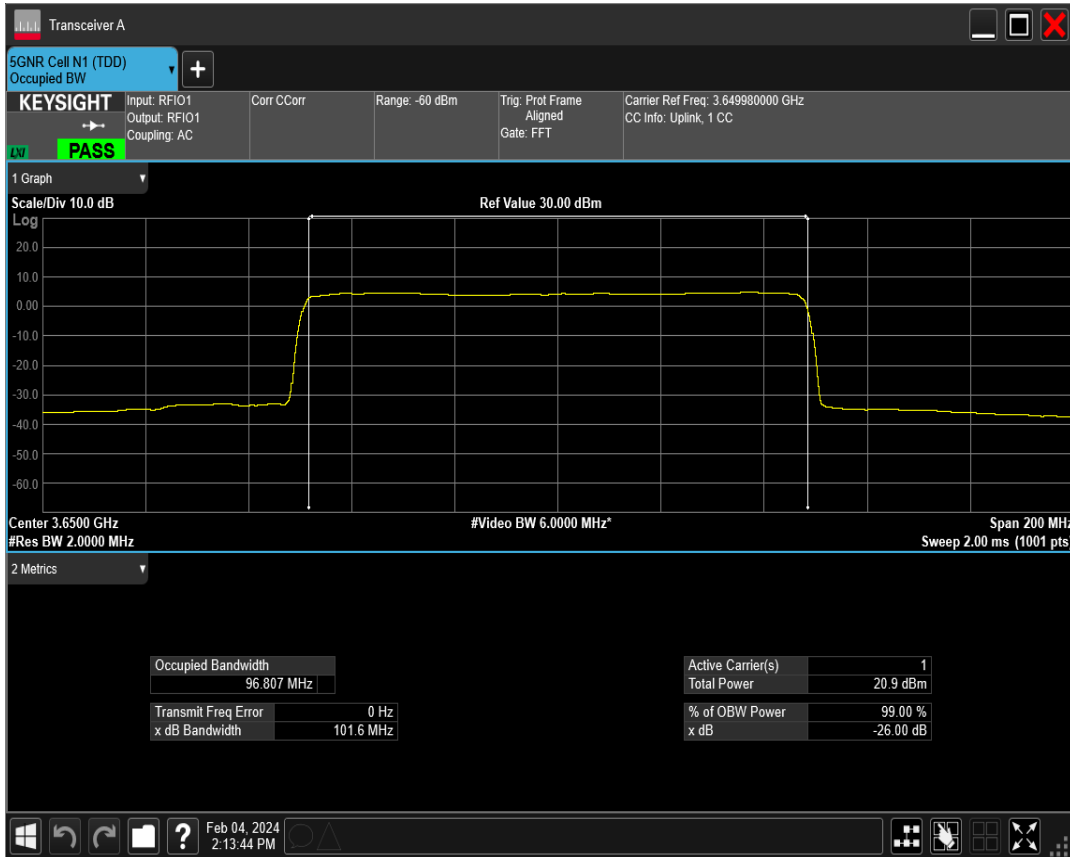 Transceiver A
5GNR Cell N1 (TDD)
Occupied BW
+
KEYSIGHT
LXI
PASS
Input: RFIO1
Output: RFIO1
Coupling: AC
Corr CCorr
Range: -60 dBm
Trig: Prot Frame
Aligned
Gate: FFT
Carrier Ref Freq: 3.649980000 GHz
CC Info: Uplink, 1 CC
1 Graph
Scale/Div 10.0 dB
Ref Value 30.00 dBm
Log
20.0
10.0
0.00
-10.0
-20.0
-30.0
-40.0
-50.0
-60.0
Center 3.6500 GHz
#Video BW 6.0000 MHz*
Span 200 MHz
#Res BW 2.0000 MHz
Sweep 2.00 ms (1001 pts
2 Metrics
Occupied Bandwidth
96.807 MHz
Transmit Freq Error 0 Hz
x dB Bandwidth 101.6 MHz
Active Carrier(s) 1
Total Power 20.9 dBm
% of OBW Power 99.00 %
x dB -26.00 dB
?
Feb 04, 2024
2:13:44 PM